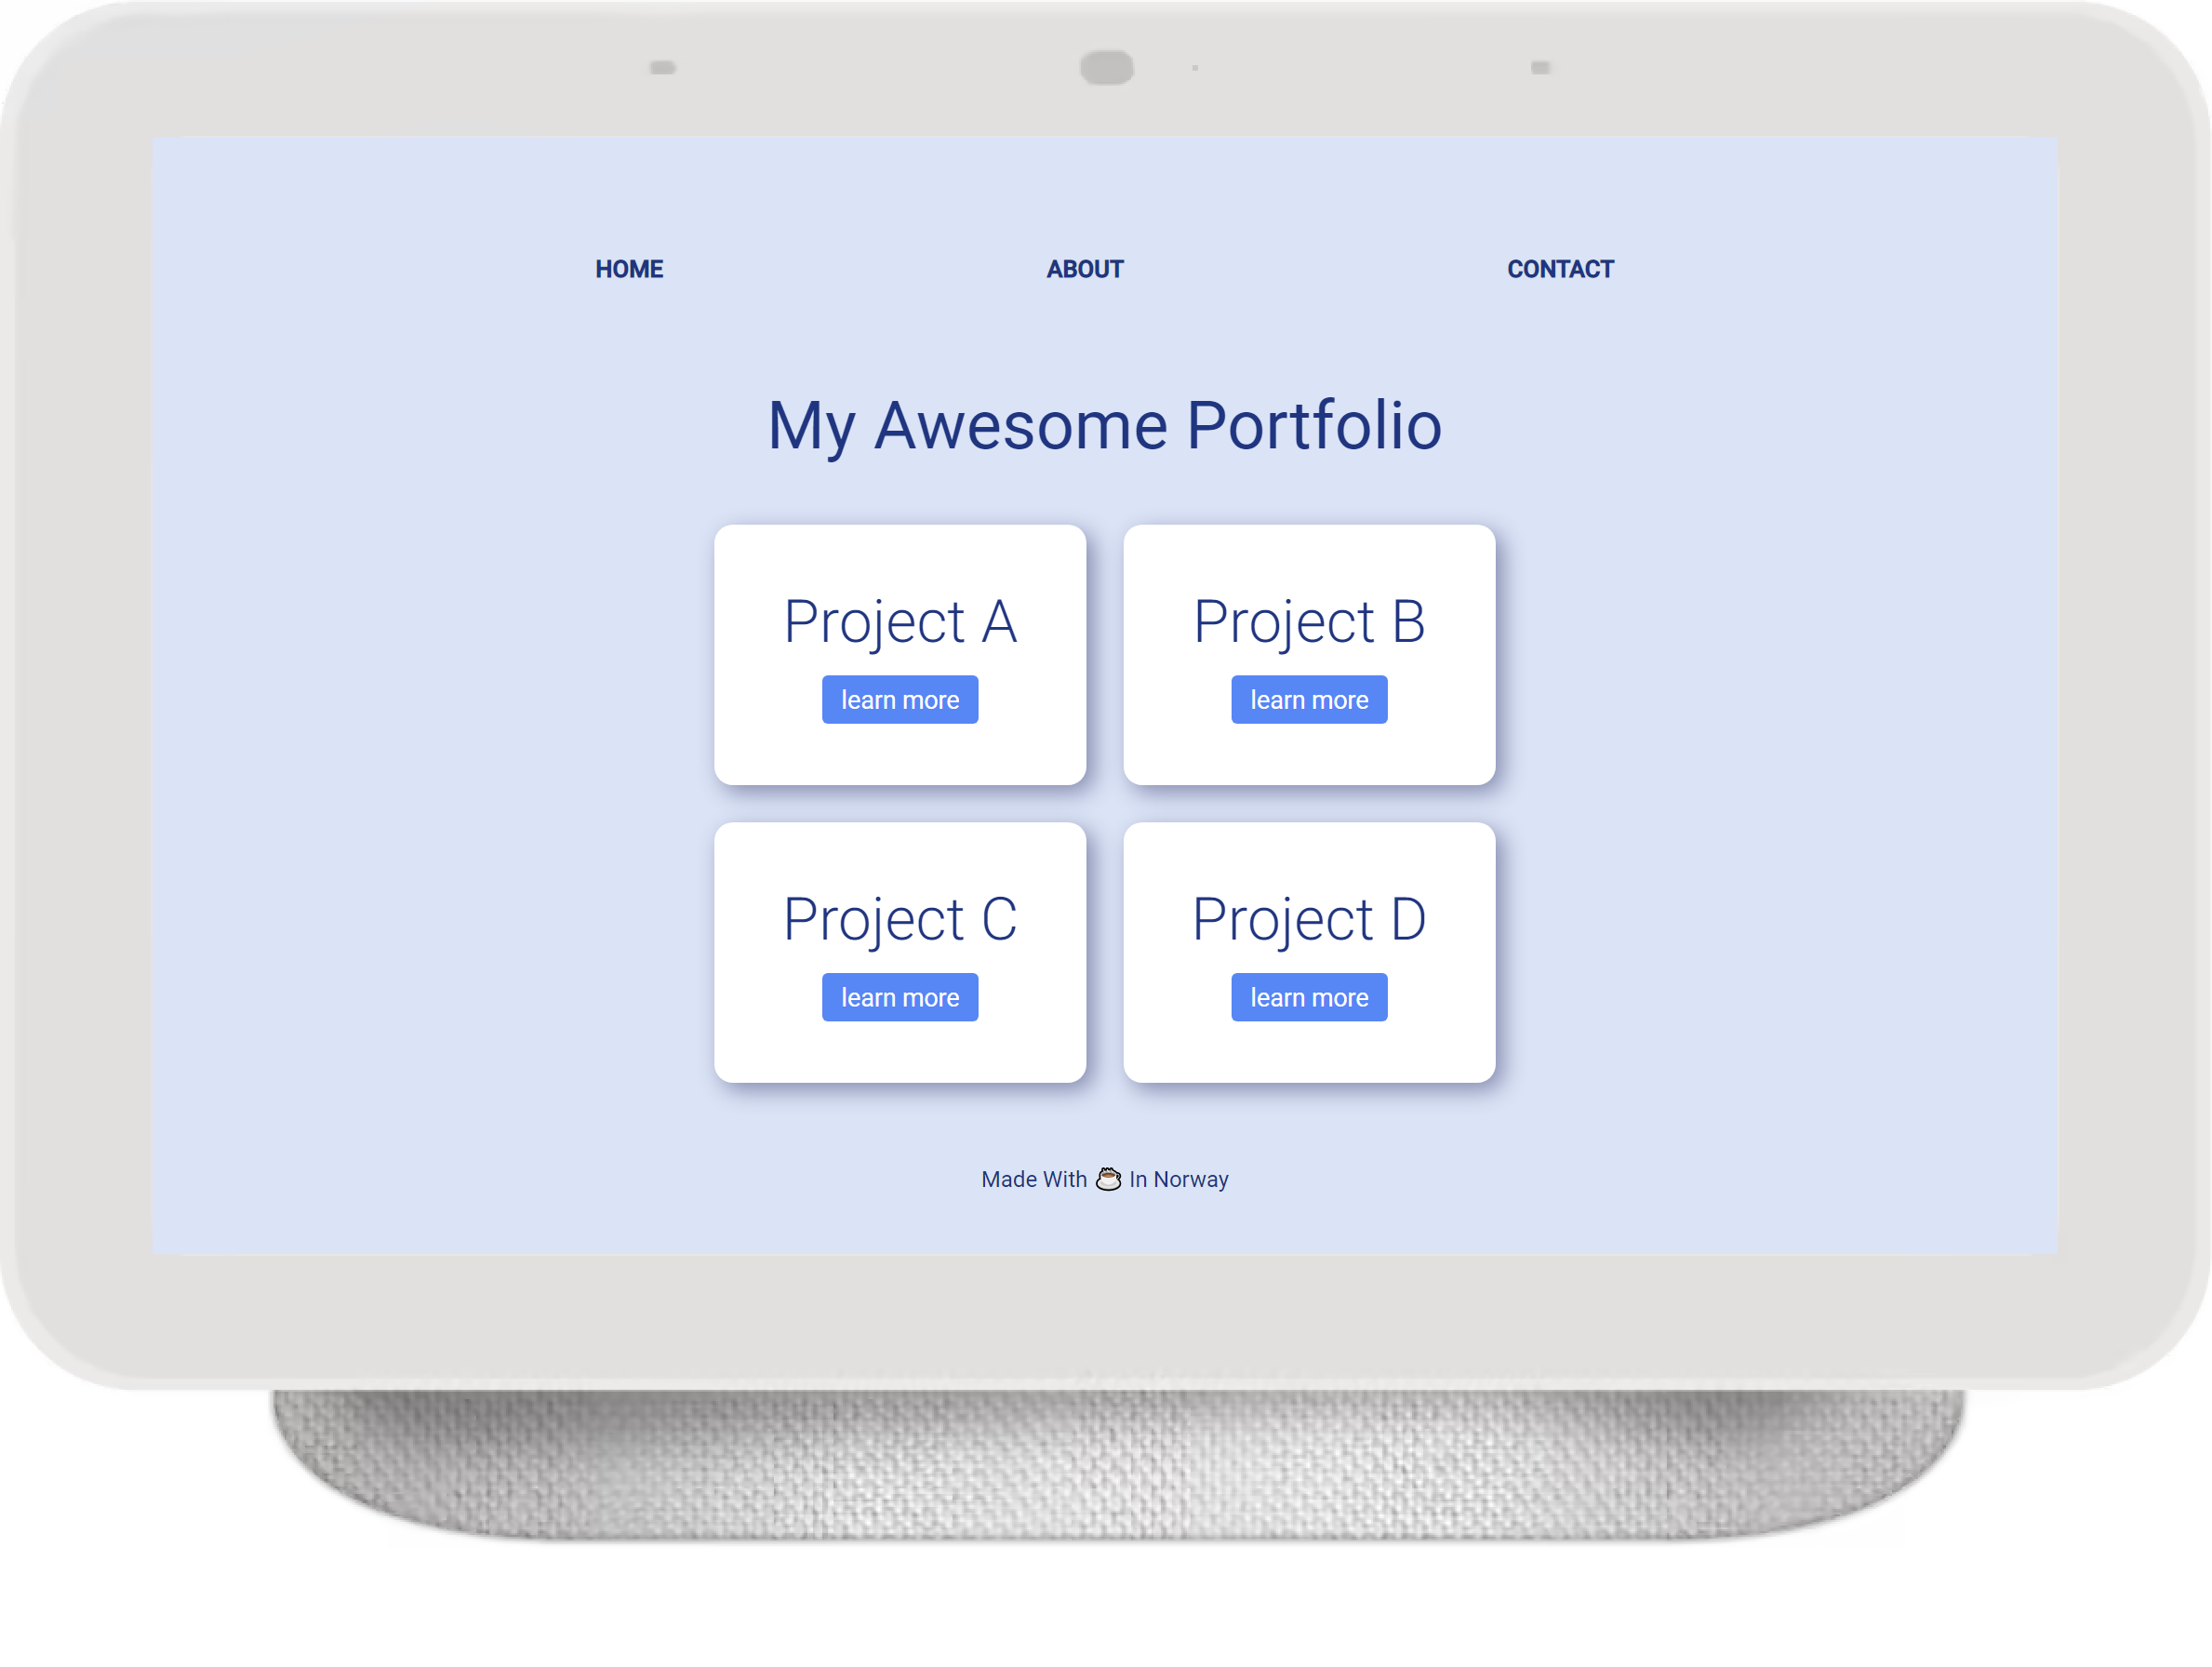 HOME ABOUT CONTACT
My Awesome Portfolio
Project A
learn more
Project B
learn more
Project C
learn more
Project D
learn more
Made With ☕ In Norway